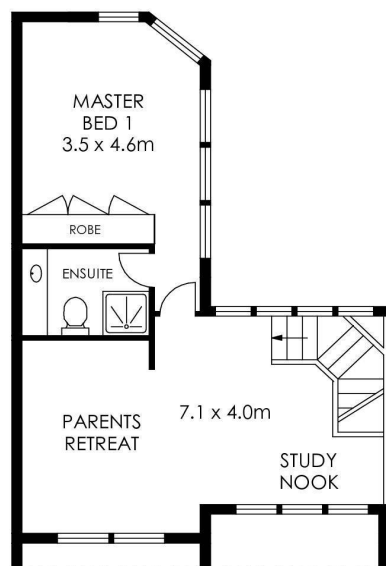 MASTER
BED 1
3.5 x 4.6m
ROBE
ENSUITE
PARENTS
RETREAT
7.1 x 4.0m
STUDY
NOOK